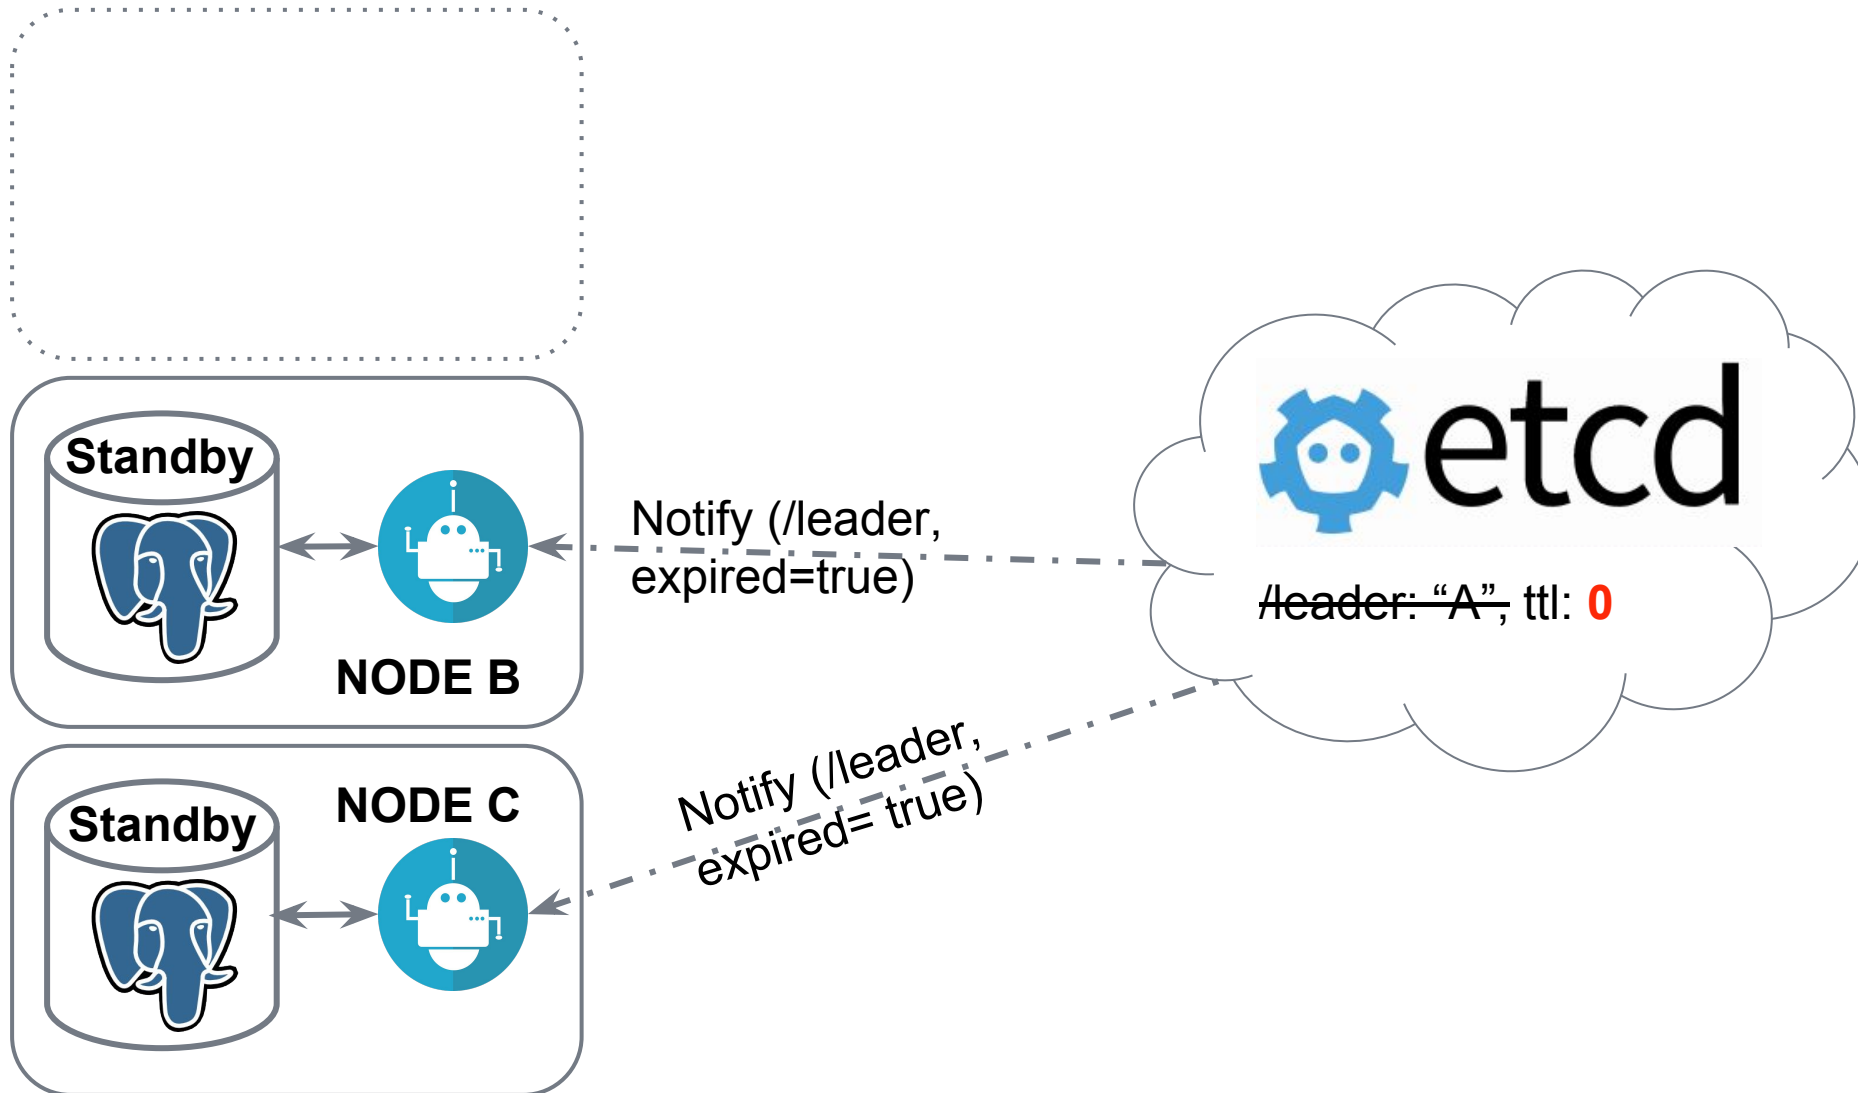 Standby
NODE B
Notify (/leader,
expired=true)
etcd
/leader: “A”, ttl: 0
Standby
NODE C
Notify (/leader,
expired= true)